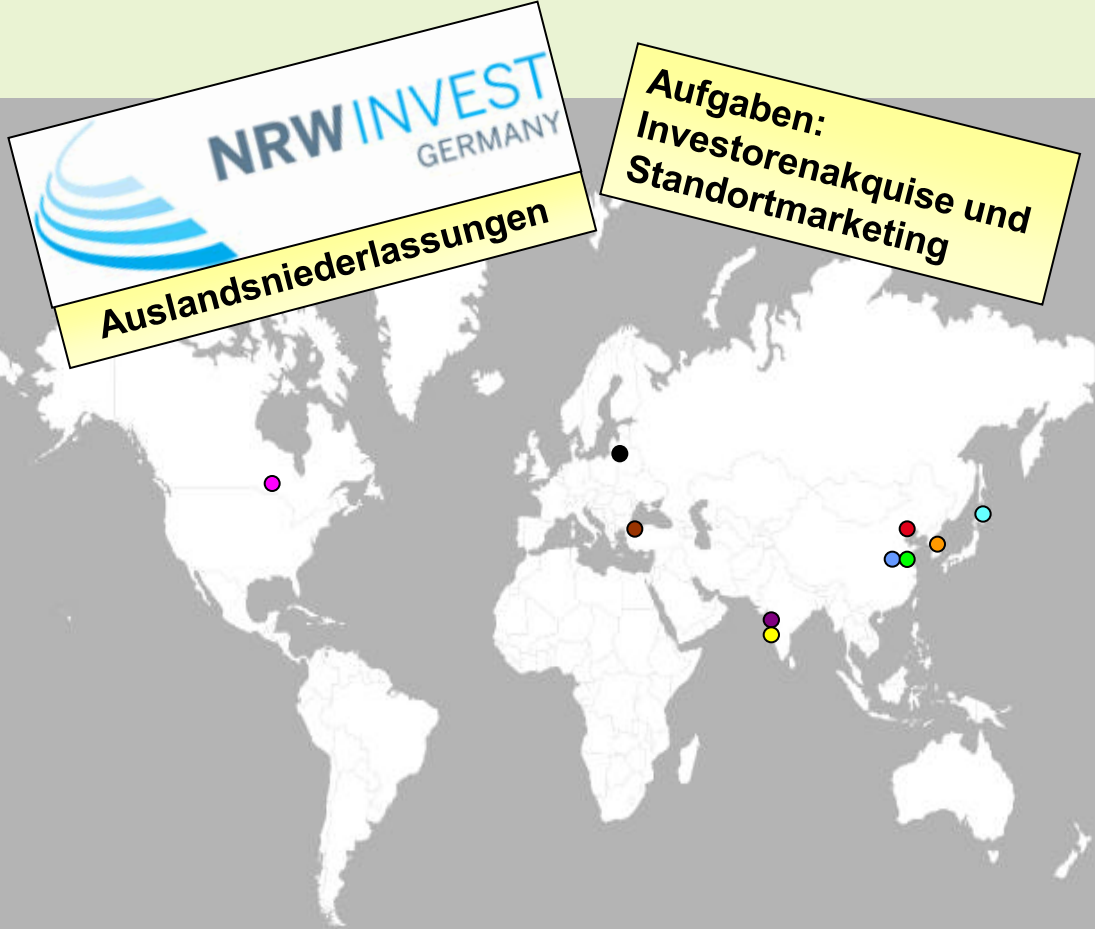 NRW INVEST
GERMANY
Auslandsniederlassungen
Aufgaben:
Investorenakquise und
Standortmarketing